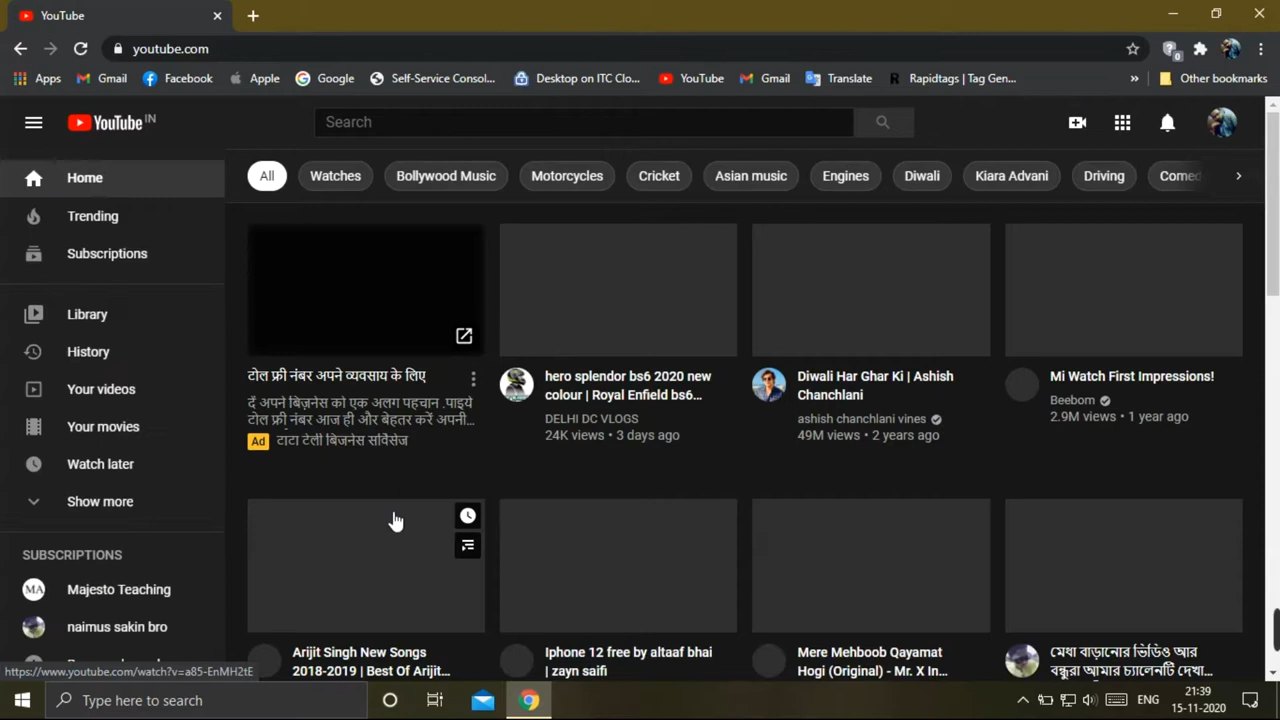 YouTube
youtube.com
Apps Gmail Facebook Apple Google Self-Service Consol... Desktop on ITC Clo... YouTube Gmail Translate Rapidtags | Tag Gen... » Other bookmarks
YouTube IN
Search
Home
Trending
Subscriptions
Library
History
Your videos
Your movies
Watch later
Show more
SUBSCRIPTIONS
MA Majesto Teaching
naimus sakin bro
All Watches Bollywood Music Motorcycles Cricket Asian music Engines Diwali Kiara Advani Driving Comed
टोल फ्री नंबर अपने व्यवसाय के लिए
दें अपने बिज़नेस को एक अलग पहचान .पाइये
टोल फ्री नंबर आज ही और बेहतर करें अपनी...
Ad टाटा टेली बिजनेस सर्विसेज
hero splendor bs6 2020 new
colour | Royal Enfield bs6...
DELHI DC VLOGS
24K views • 3 days ago
Diwali Har Ghar Ki | Ashish
Chanchlani
ashish chanchlani vines
49M views • 2 years ago
Mi Watch First Impressions!
Beebom
2.9M views • 1 year ago
Arijit Singh New Songs
2018-2019 | Best Of Arijit...
Iphone 12 free by altaaf bhai
| zayn saifi
Mere Mehboob Qayamat
Hogi (Original) - Mr. X In...
মেধা বাড়ানোর ভিডিও আর
বন্ধুরা আমার চ্যানেলটি দেখা...
https://www.youtube.com/watch?v=a85-EnMH2tE
Type here to search
ENG
21:39
15-11-2020